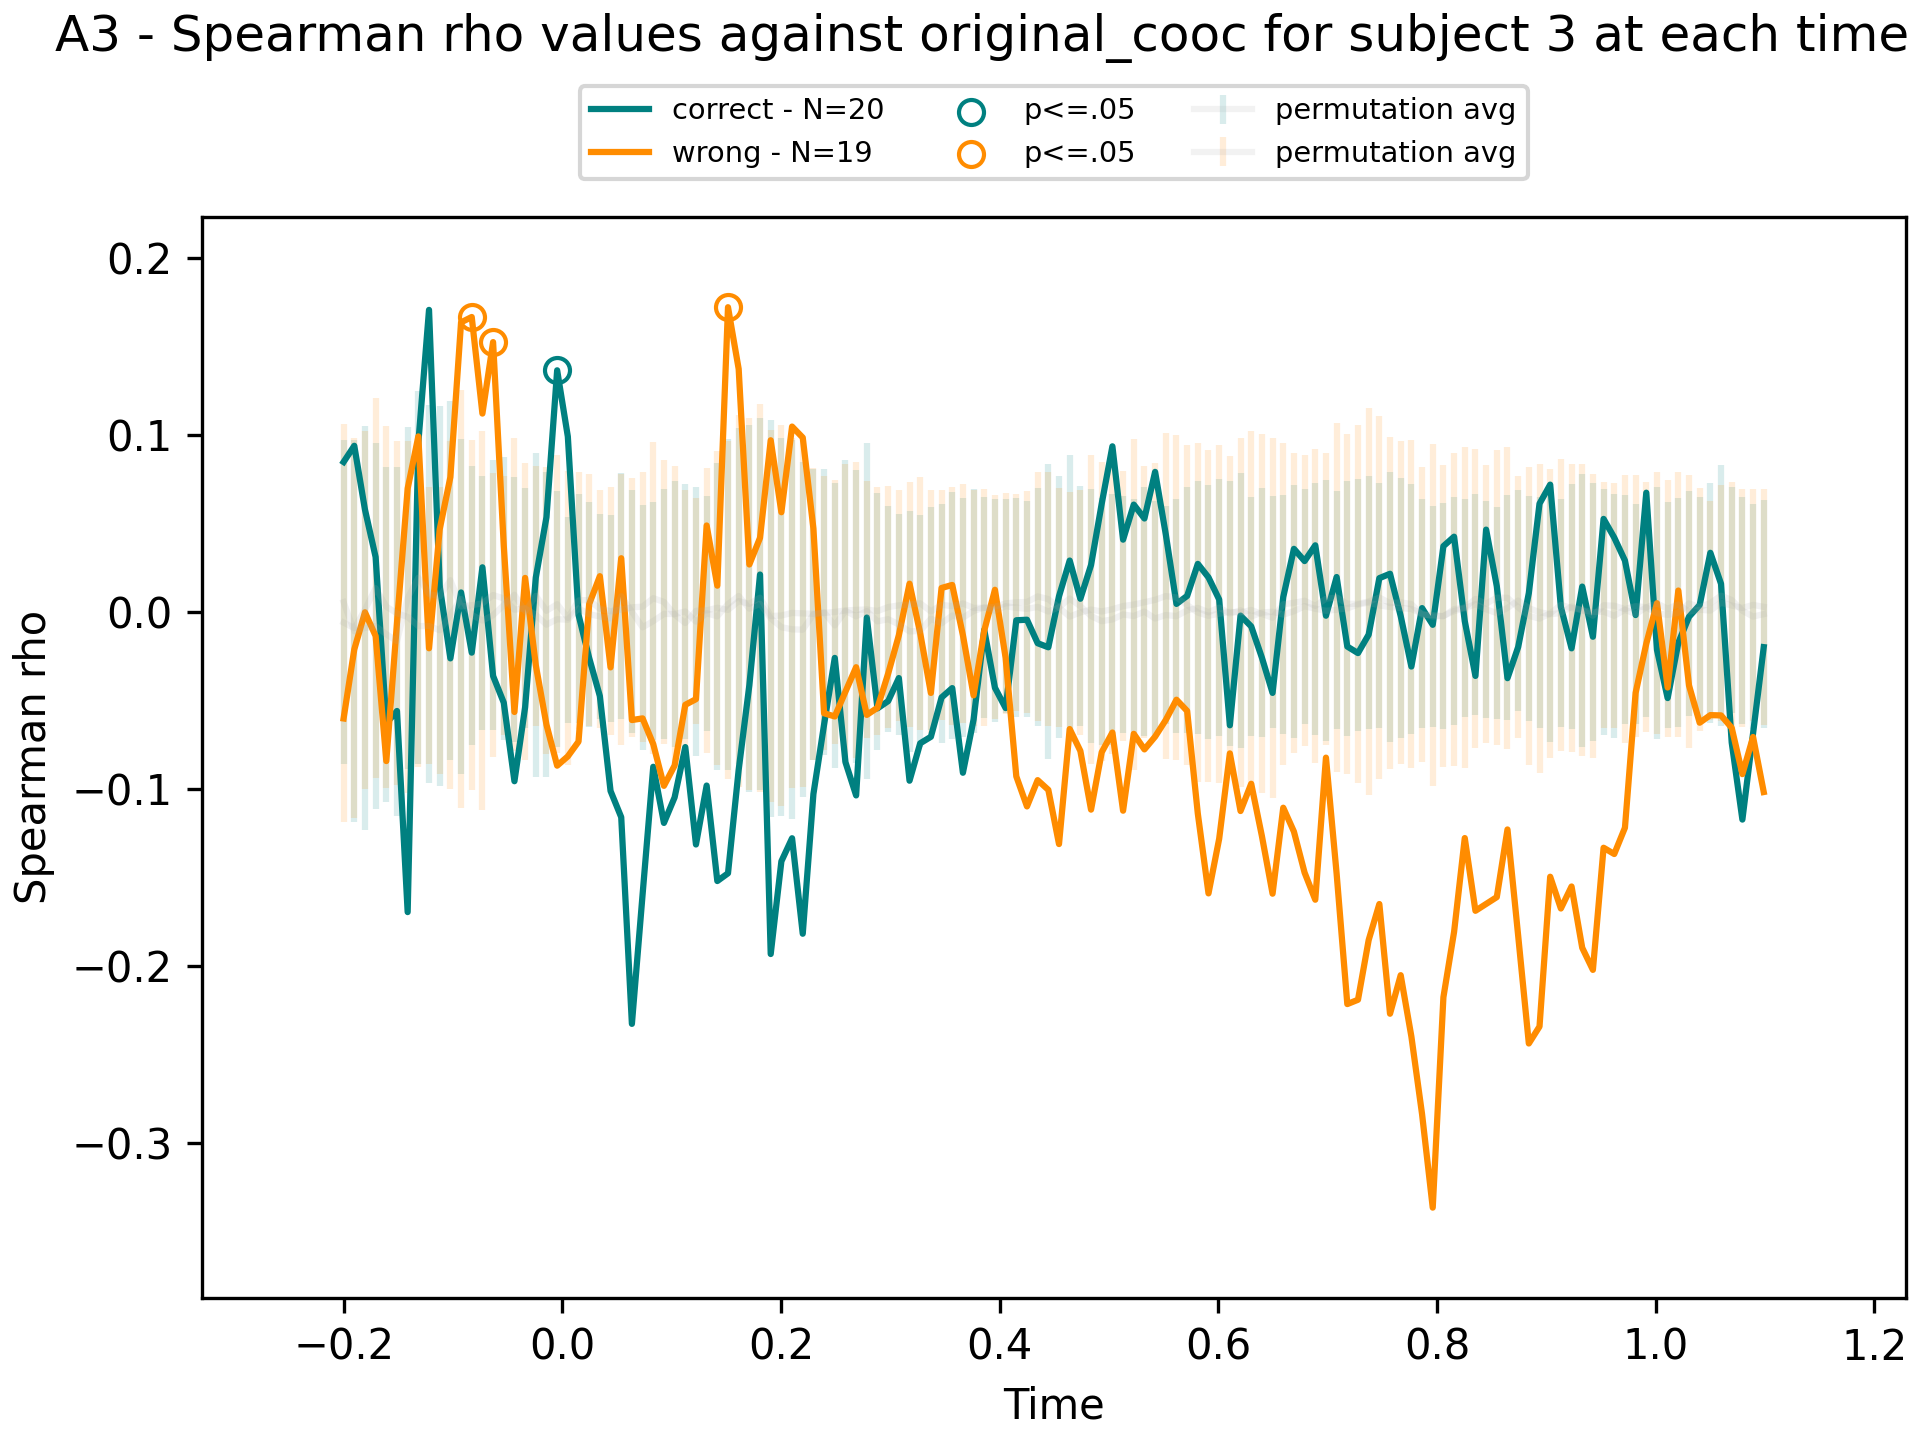 A3 - Spearman rho values against original_cooc for subject 3 at each time
correct - N=20
wrong - N=19
p<=.05
p<=.05
permutation avg
permutation avg
Spearman rho
0.2
0.1
0.0
−0.1
−0.2
−0.3
−0.2 0.0 0.2 0.4 0.6 0.8 1.0 1.2
Time